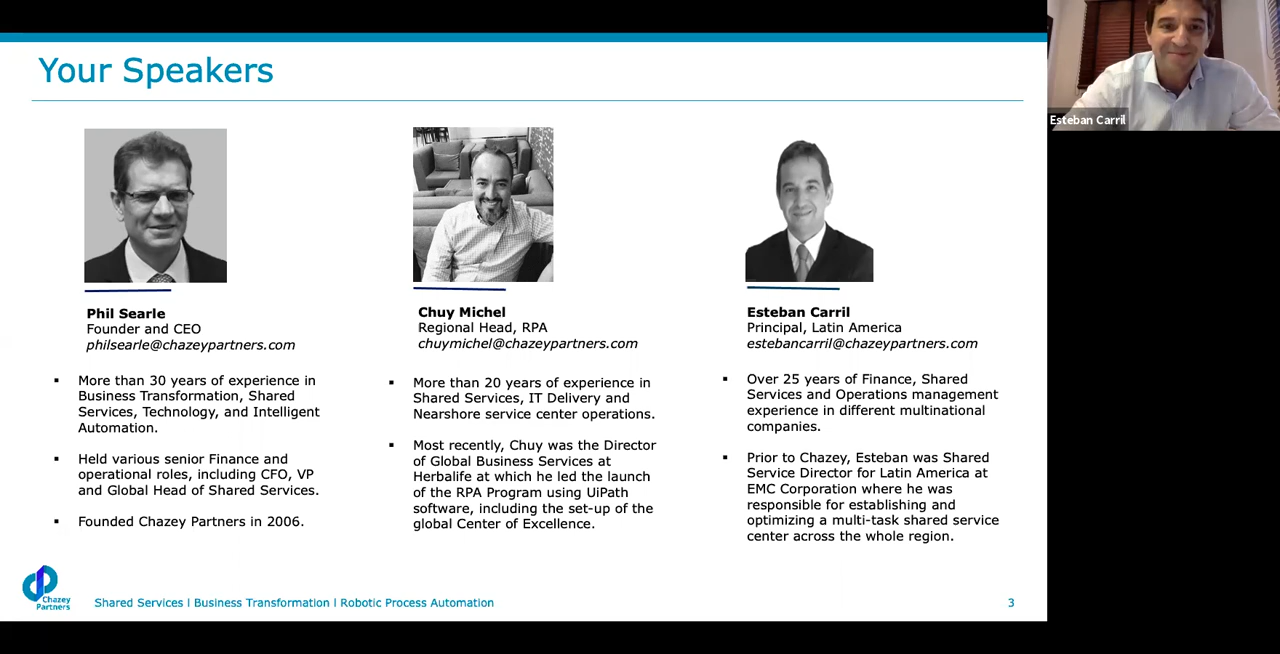 Your Speakers
Esteban Carril
Phil Searle
Founder and CEO
philsearle@chazeypartners.com
▪ More than 30 years of experience in
Business Transformation, Shared
Services, Technology, and Intelligent
Automation.
▪ Held various senior Finance and
operational roles, including CFO, VP
and Global Head of Shared Services.
▪ Founded Chazey Partners in 2006.
Chuy Michel
Regional Head, RPA
chuymichel@chazeypartners.com
▪ More than 20 years of experience in
Shared Services, IT Delivery and
Nearshore service center operations.
▪ Most recently, Chuy was the Director
of Global Business Services at
Herbalife at which he led the launch
of the RPA Program using UiPath
software, including the set-up of the
global Center of Excellence.
Esteban Carril
Principal, Latin America
estebancarril@chazeypartners.com
▪ Over 25 years of Finance, Shared
Services and Operations management
experience in different multinational
companies.
▪ Prior to Chazey, Esteban was Shared
Service Director for Latin America at
EMC Corporation where he was
responsible for establishing and
optimizing a multi-task shared service
center across the whole region.
Chazey
Partners
Shared Services l Business Transformation l Robotic Process Automation
3